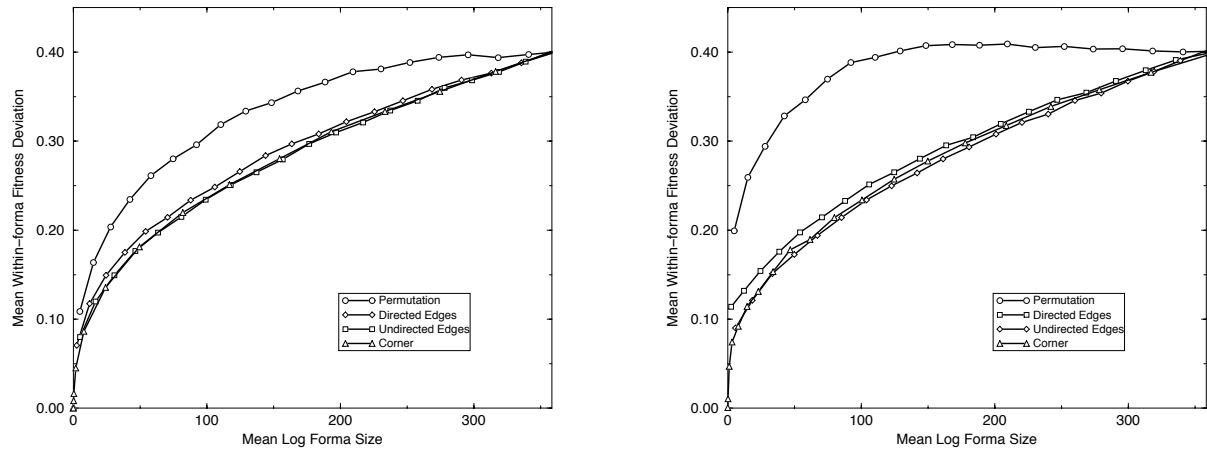 Mean Within-forma Fitness Deviation
0.40
0.30
0.20
0.10
0.00
0
100
200
300
Mean Log Forma Size
Permutation
Directed Edges
Undirected Edges
Corner
Mean Within-forma Fitness Deviation
0.40
0.30
0.20
0.10
0.00
0
100
200
300
Mean Log Forma Size
Permutation
Directed Edges
Undirected Edges
Corner